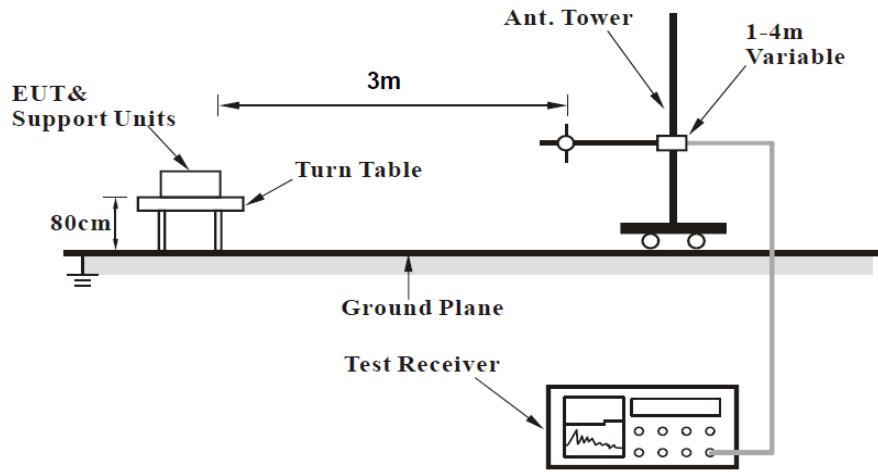 Ant. Tower
1-4m
Variable
3m
EUT&
Support Units
Turn Table
80cm
Ground Plane
Test Receiver